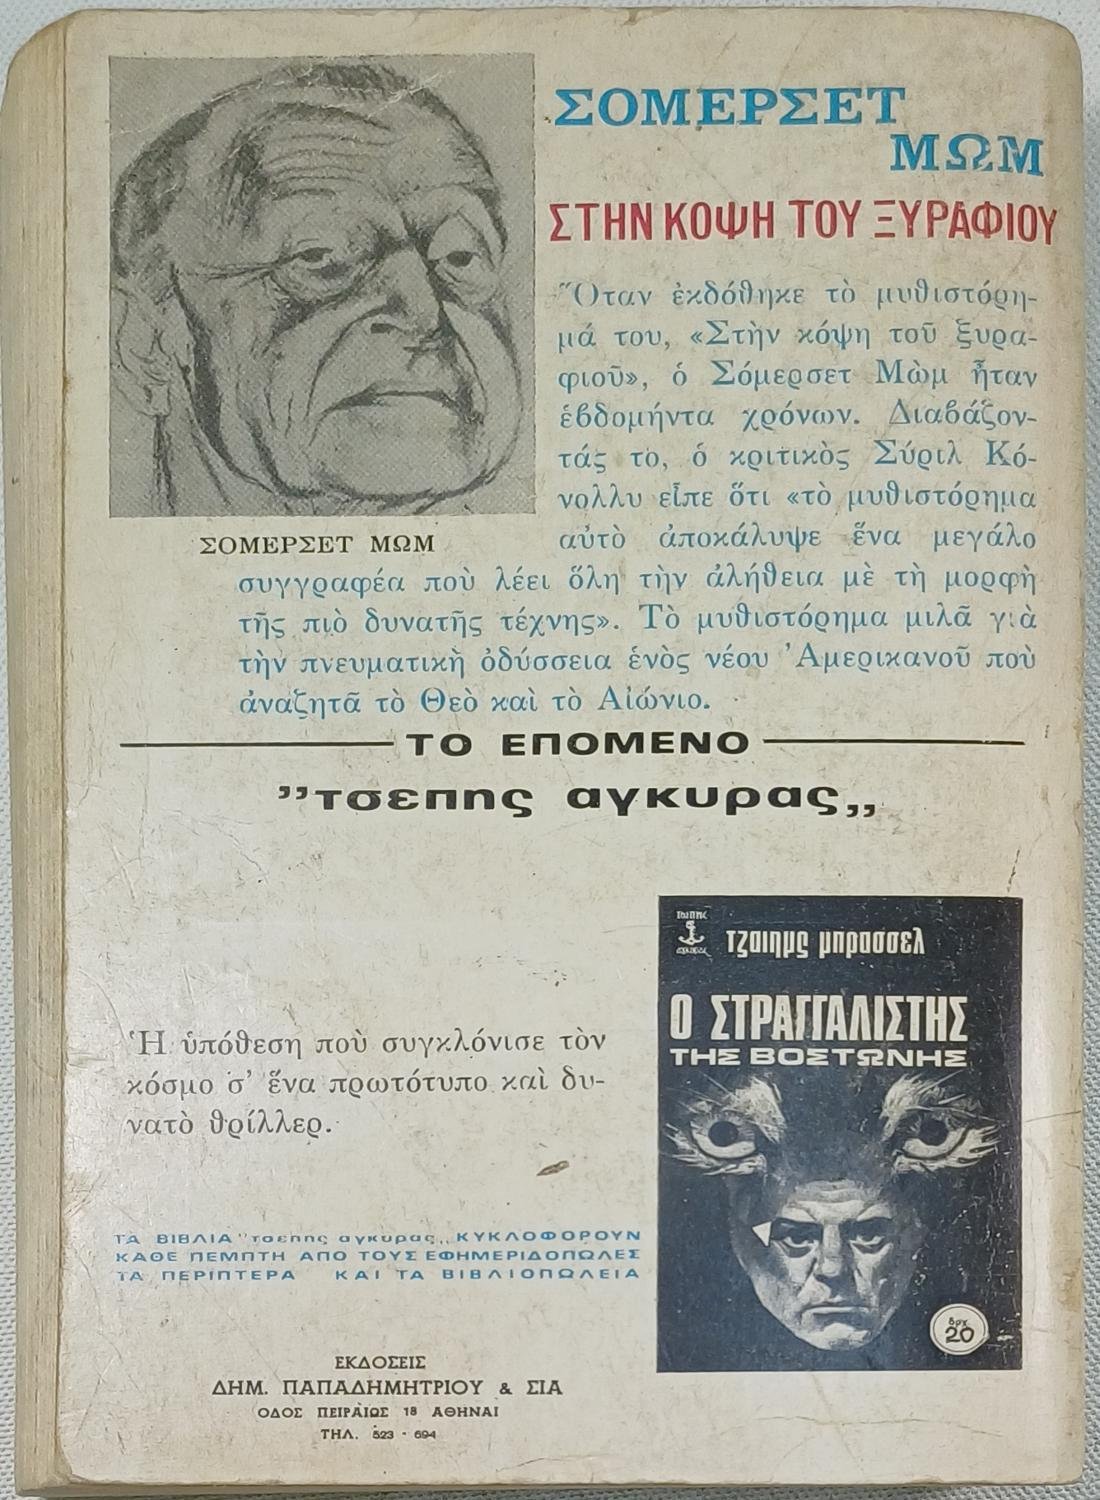 ΣΟΜΕΡΣΕΤ
ΜΩΜ
ΣΤΗΝ ΚΟΨΗ ΤΟΥ ΞΥΡΑΦΙΟΥ
Ὅταν ἐκδόθηκε τὸ μυθιστόρη-
μά του, «Στὴν κόψη τοῦ ξυρα-
φιοῦ», ὁ Σόμερσετ Μὼμ ἦταν
ἑβδομήντα χρόνων. Διαβάζον-
τάς το, ὁ κριτικὸς Σύριλ Κό-
νολλυ εἶπε ὅτι «τὸ μυθιστόρημα
αὐτὸ ἀποκάλυψε ἕνα μεγάλο
συγγραφέα ποὺ λέει ὅλη τὴν ἀλήθεια μὲ τὴ μορφὴ
τῆς πιὸ δυνατῆς τέχνης». Τὸ μυθιστόρημα μιλᾶ γιὰ
τὴν πνευματικὴ ὀδύσσεια ἑνὸς νέου Ἀμερικανοῦ ποὺ
ἀναζητᾶ τὸ Θεὸ καὶ τὸ Αἰώνιο.
ΣΟΜΕΡΣΕΤ ΜΩΜ
ΤΟ ΕΠΟΜΕΝΟ
”τσεπης αγκυρας„
τζαιημς μπρασσελ
Ο ΣΤΡΑΓΓΑΛΙΣΤΗΣ
ΤΗΣ ΒΟΣΤΩΝΗΣ
δρχ.
20
Ἡ ὑπόθεση ποὺ συγκλόνισε τὸν
κόσμο σ’ ἕνα πρωτότυπο καὶ δυ-
νατὸ θρίλλερ.
ΤΑ ΒΙΒΛΙΑ ”τσεπης αγκυρας„ ΚΥΚΛΟΦΟΡΟΥΝ
ΚΑΘΕ ΠΕΜΠΤΗ ΑΠΟ ΤΟΥΣ ΕΦΗΜΕΡΙΔΟΠΩΛΕΣ
ΤΑ ΠΕΡΙΠΤΕΡΑ ΚΑΙ ΤΑ ΒΙΒΛΙΟΠΩΛΕΙΑ
ΕΚΔΟΣΕΙΣ
ΔΗΜ. ΠΑΠΑΔΗΜΗΤΡΙΟΥ & ΣΙΑ
ΟΔΟΣ ΠΕΙΡΑΙΩΣ 18 ΑΘΗΝΑΙ
ΤΗΛ. 523 - 694